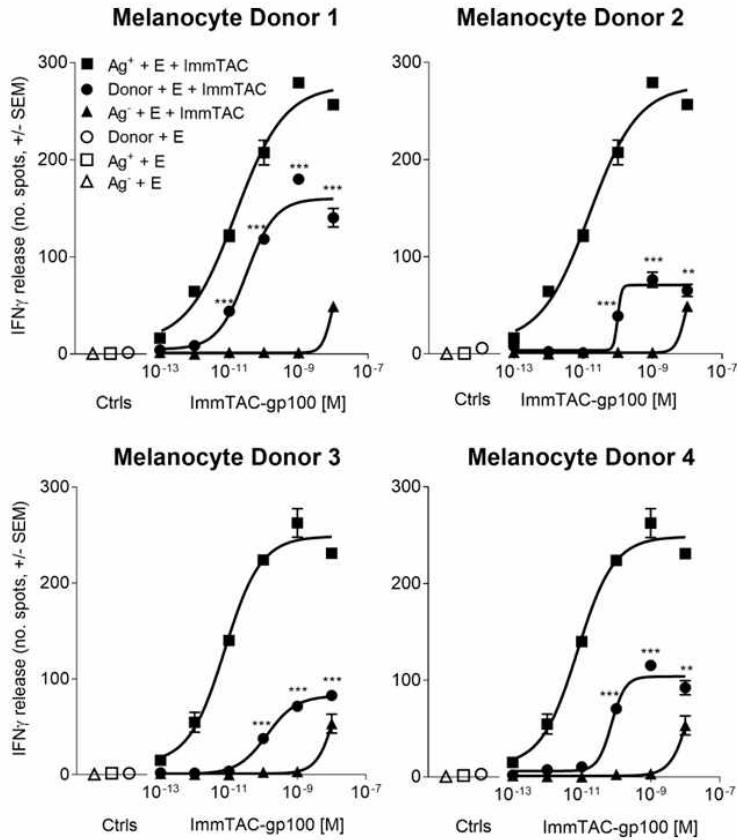 Melanocyte Donor 1
IFNγ release (no. spots, +/- SEM)
300
200
100
0
Ag⁺ + E + ImmTAC
Donor + E + ImmTAC
Ag⁻ + E + ImmTAC
Donor + E
Ag⁺ + E
Ag⁻ + E
***
***
***
***
10⁻¹³
10⁻¹¹
10⁻⁹
10⁻⁷
Ctrls
ImmTAC-gp100 [M]
Melanocyte Donor 2
300
200
100
0
***
***
**
10⁻¹³
10⁻¹¹
10⁻⁹
10⁻⁷
Ctrls
ImmTAC-gp100 [M]
Melanocyte Donor 3
IFNγ release (no. spots, +/- SEM)
300
200
100
0
***
***
***
10⁻¹³
10⁻¹¹
10⁻⁹
10⁻⁷
Ctrls
ImmTAC-gp100 [M]
Melanocyte Donor 4
300
200
100
0
***
***
**
10⁻¹³
10⁻¹¹
10⁻⁹
10⁻⁷
Ctrls
ImmTAC-gp100 [M]